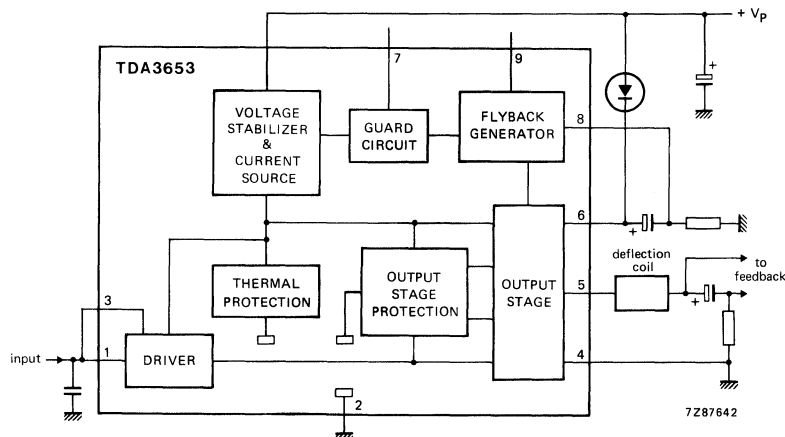 + VP
TDA3653
7
9
VOLTAGE
STABILIZER
&
CURRENT
SOURCE
GUARD
CIRCUIT
FLYBACK
GENERATOR
8
+
6
+
deflection
coil
to
feedback
THERMAL
PROTECTION
OUTPUT
STAGE
PROTECTION
OUTPUT
STAGE
5
+
3
input
1
DRIVER
4
2
7Z87642